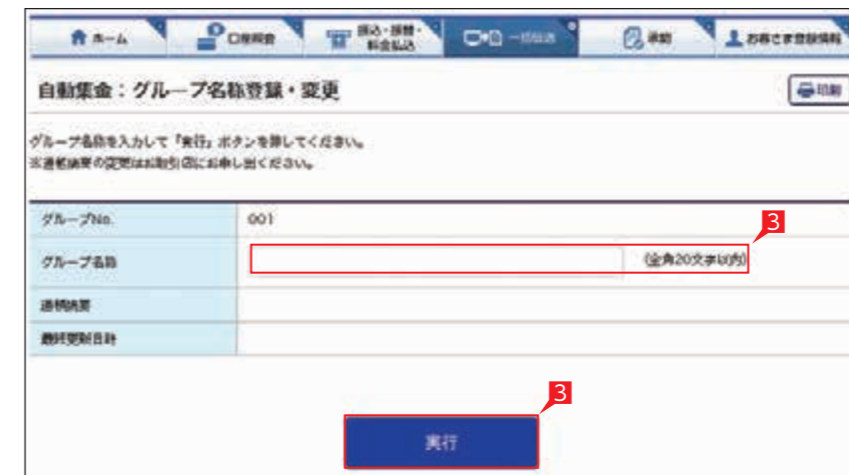 ホーム
口座照会
振込・振替・
料金払込
一括伝送
承認
お客さま登録情報
自動集金：グループ名称登録・変更
印刷
グループ名称を入力して「実行」ボタンを押してください。
※通帳摘要の変更はお取引店にお申し出ください。
グループNo. 001
3
グループ名称 (全角20文字以内)
通帳摘要
最終更新日時
3
実行